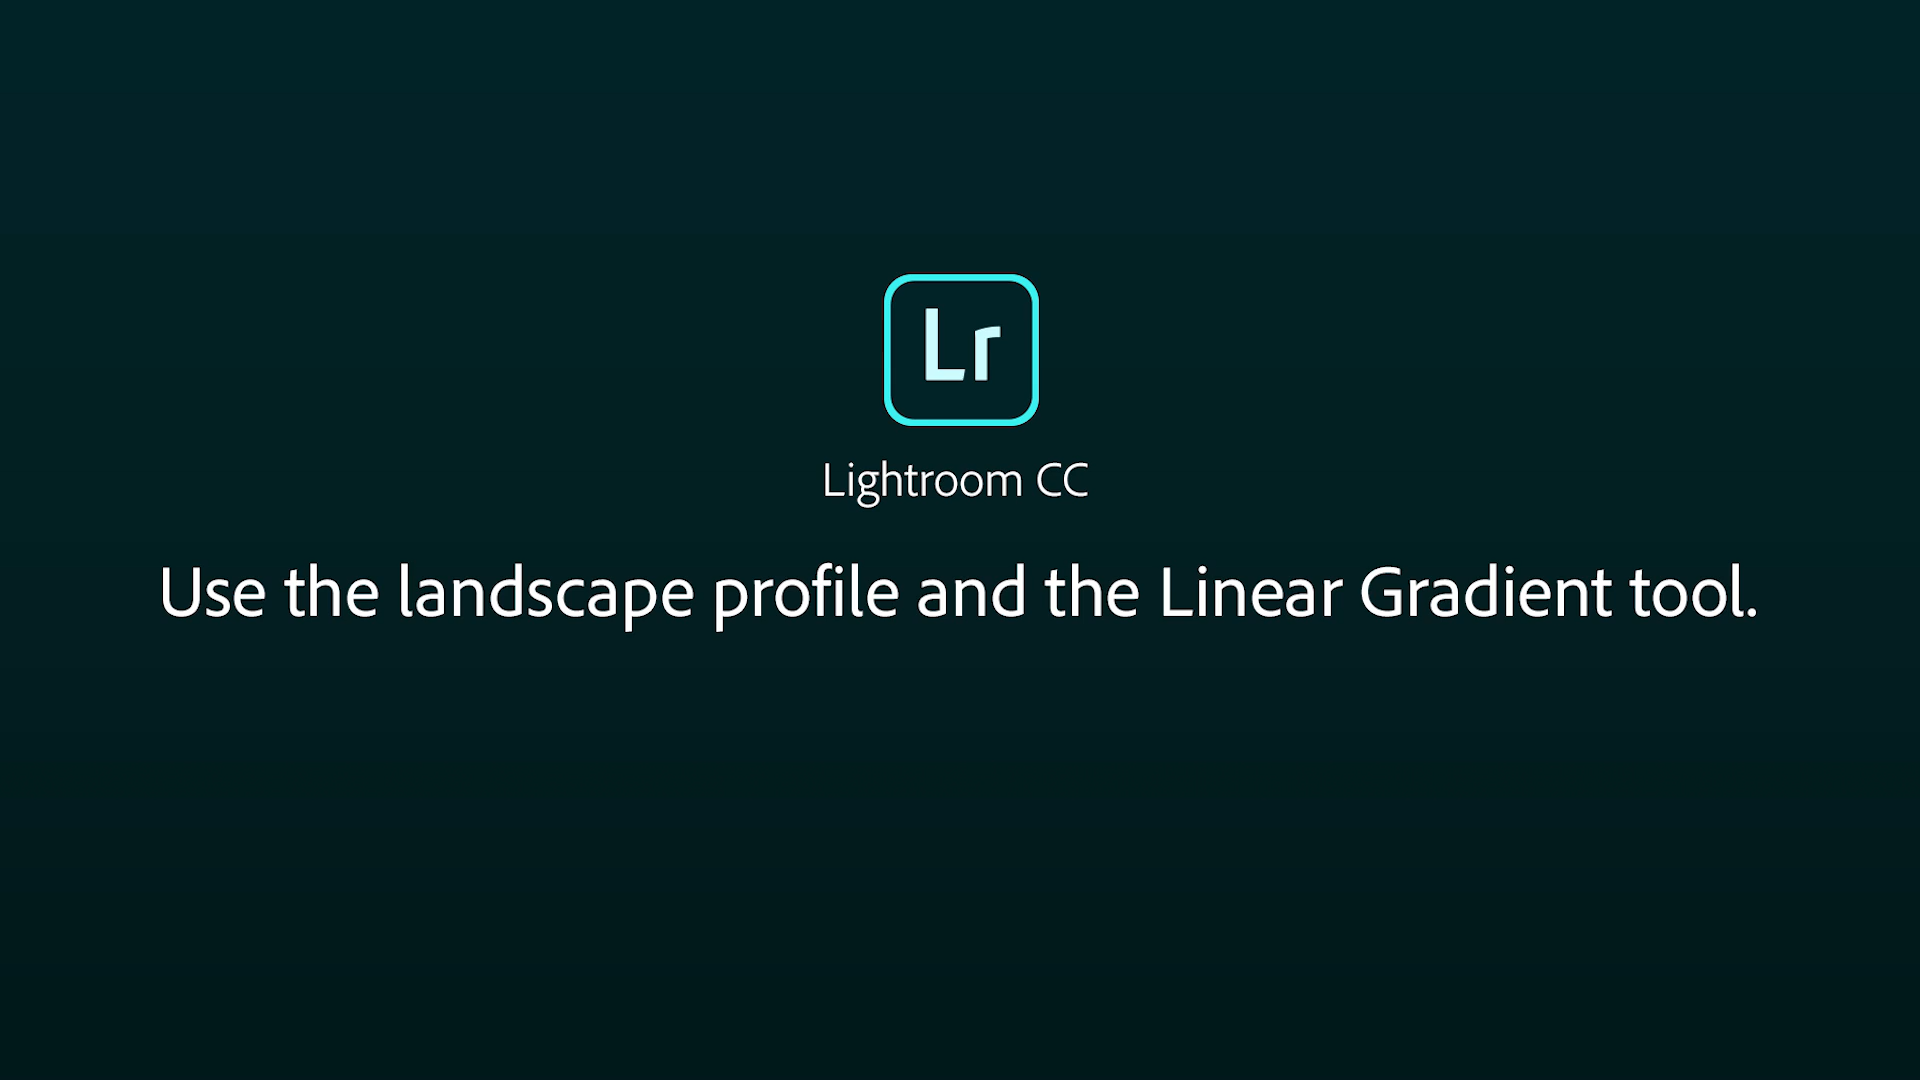 Lr
Lightroom CC
Use the landscape profile and the Linear Gradient tool.